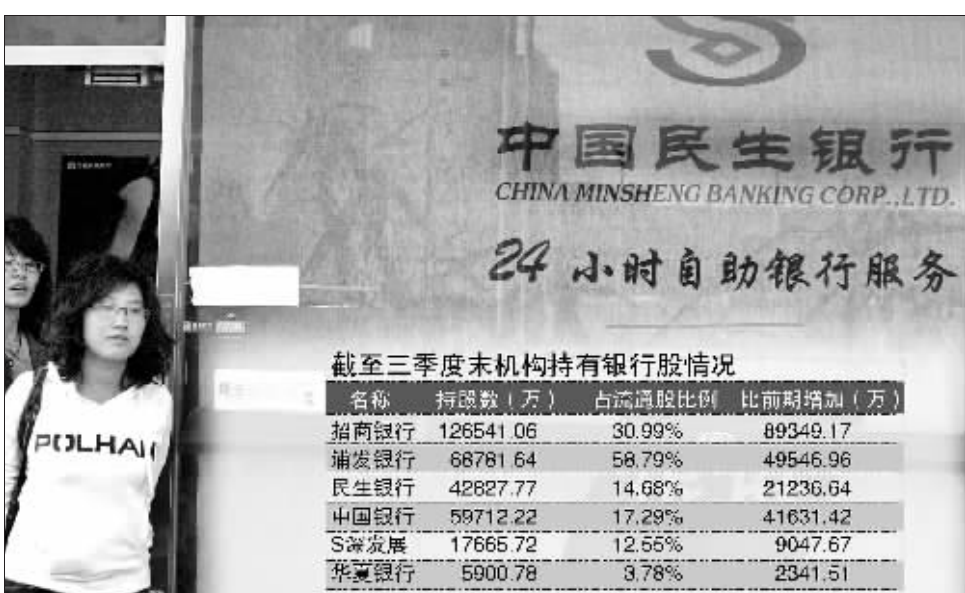 中国民生银行
CHINA MINSHENG BANKING CORP.,LTD.
24小时自助银行服务
POLHAM
截至三季度末机构持有银行股情况
名称 持股数(万) 占流通股比例 比前期增加(万)
招商银行 126541.06 30.99% 89349.17
浦发银行 68781.64 58.79% 49546.96
民生银行 42827.77 14.68% 21236.64
中国银行 59712.22 17.29% 41631.42
S深发展 17665.72 12.55% 9047.67
华夏银行 5900.78 3.78% 2341.51